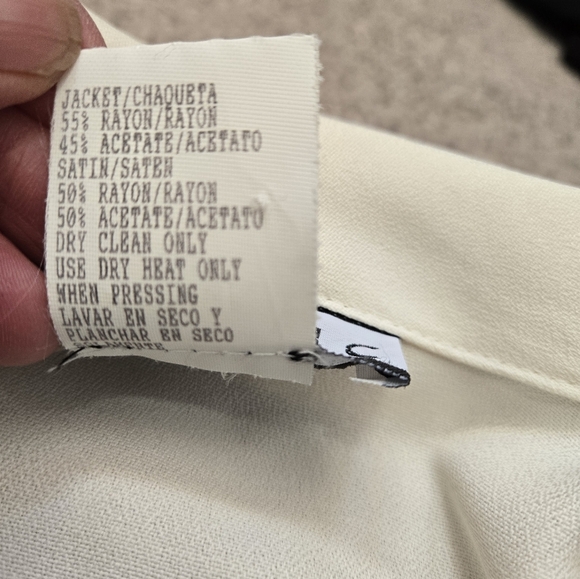 JACKET/CHAQUETA
55% RAYON/RAYON
45% ACETATE/ACETATO
SATIN/SATEN
50% RAYON/RAYON
50% ACETATE/ACETATO
DRY CLEAN ONLY
USE DRY HEAT ONLY
WHEN PRESSING
LAVAR EN SECO Y
PLANCHAR EN SECO